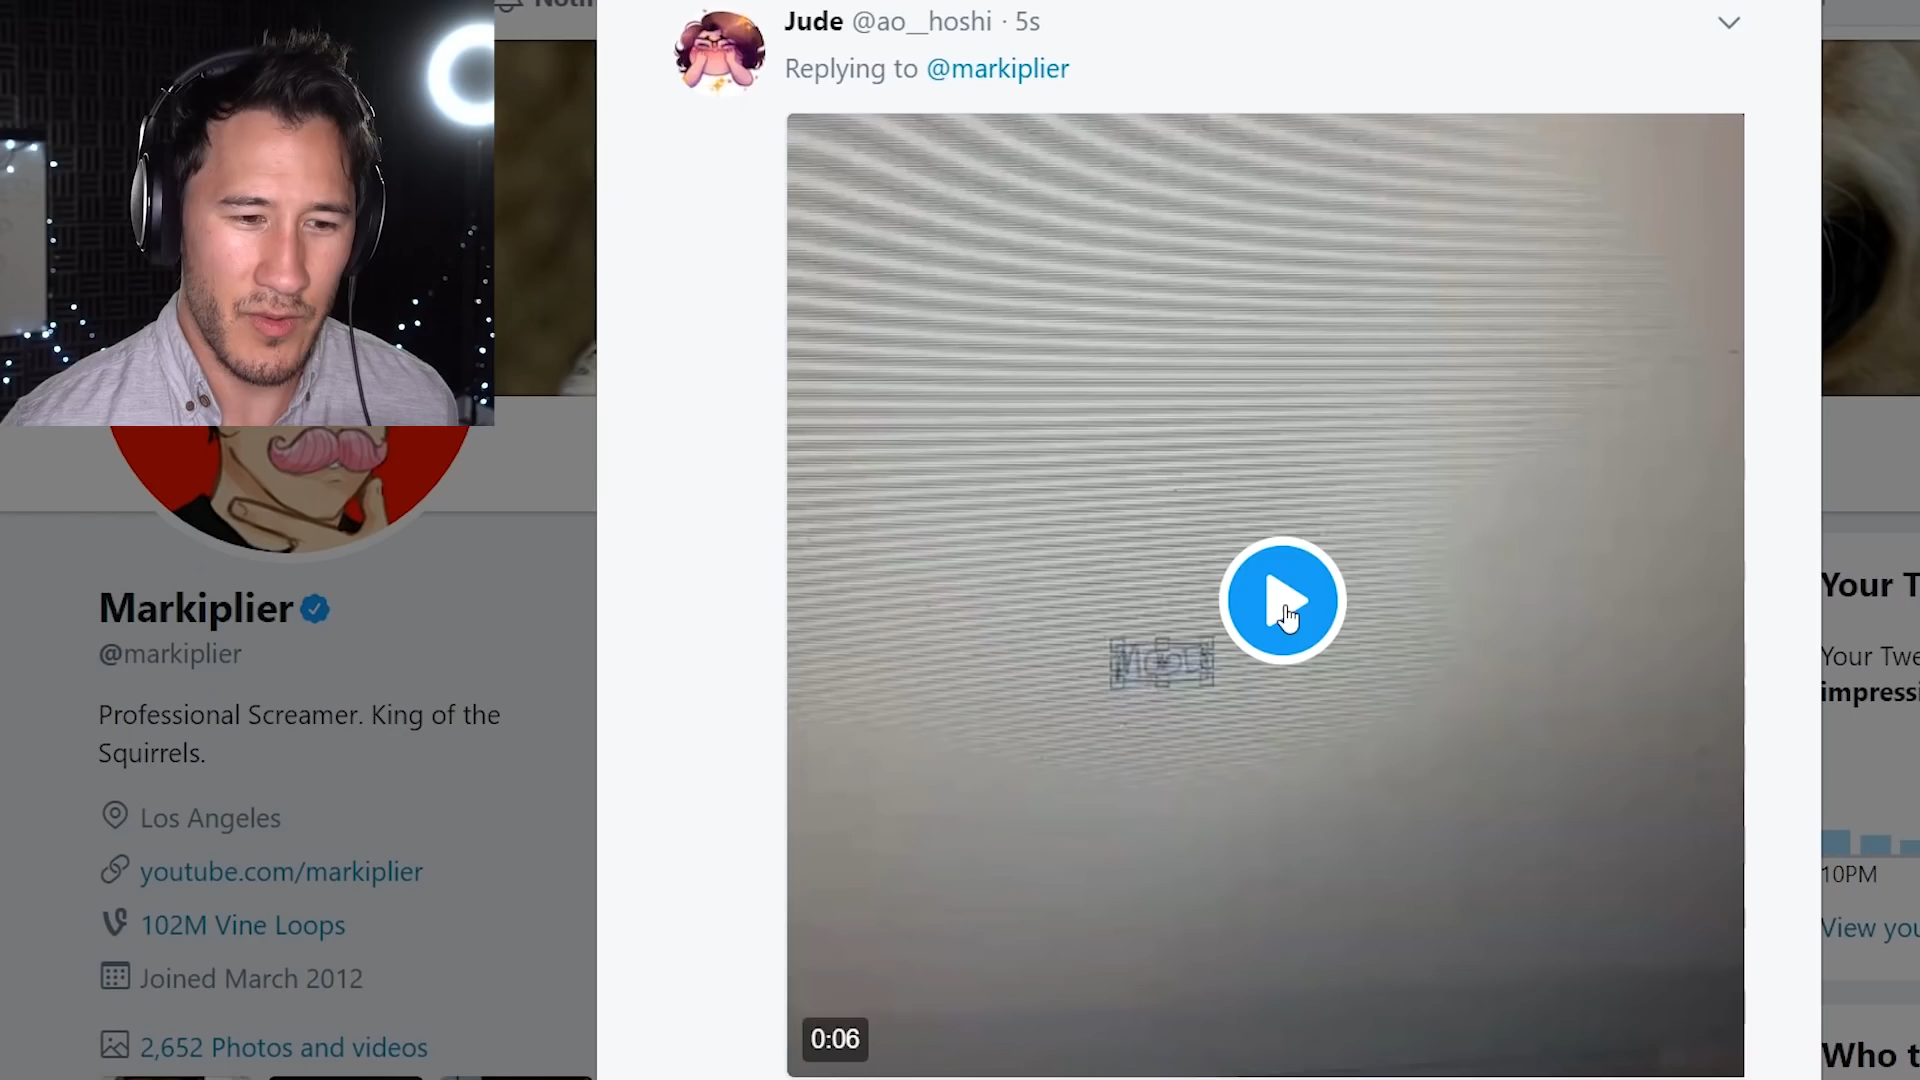 Jude @ao__hoshi · 5s
Replying to @markiplier
0:06
Markiplier
@markiplier
Professional Screamer. King of the
Squirrels.
Los Angeles
youtube.com/markiplier
102M Vine Loops
Joined March 2012
2,652 Photos and videos
Your T
Your Twe
impressi
10PM
View you
Who t